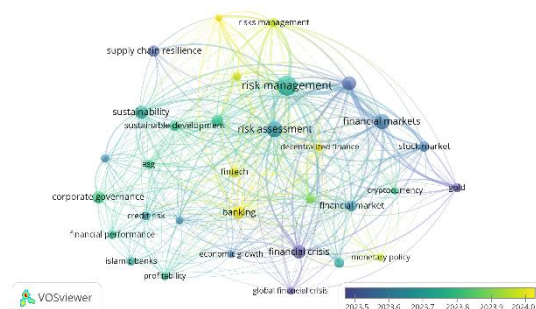 risks management
supply chain resilience
risk management
sustainability
financial markets
sustainable development
risk assessment
decentralized finance
stock market
esg
fintech
cryptocurrency
gold
corporate governance
financial market
credit risk
banking
financial performance
economic growth
financial crisis
monetary policy
islamic banks
profitability
global financial crisis
VOSviewer
2023.5 2023.6 2023.7 2023.8 2023.9 2024.0